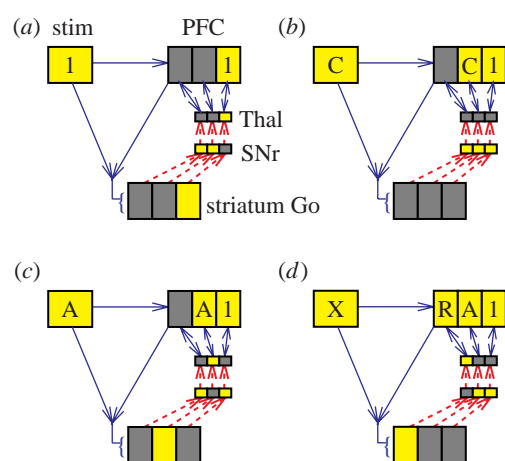 (a) stim PFC
1 1
Thal
SNr
{ striatum Go
(b)
C C 1
{
(c)
A A 1
{
(d)
X R A 1
{